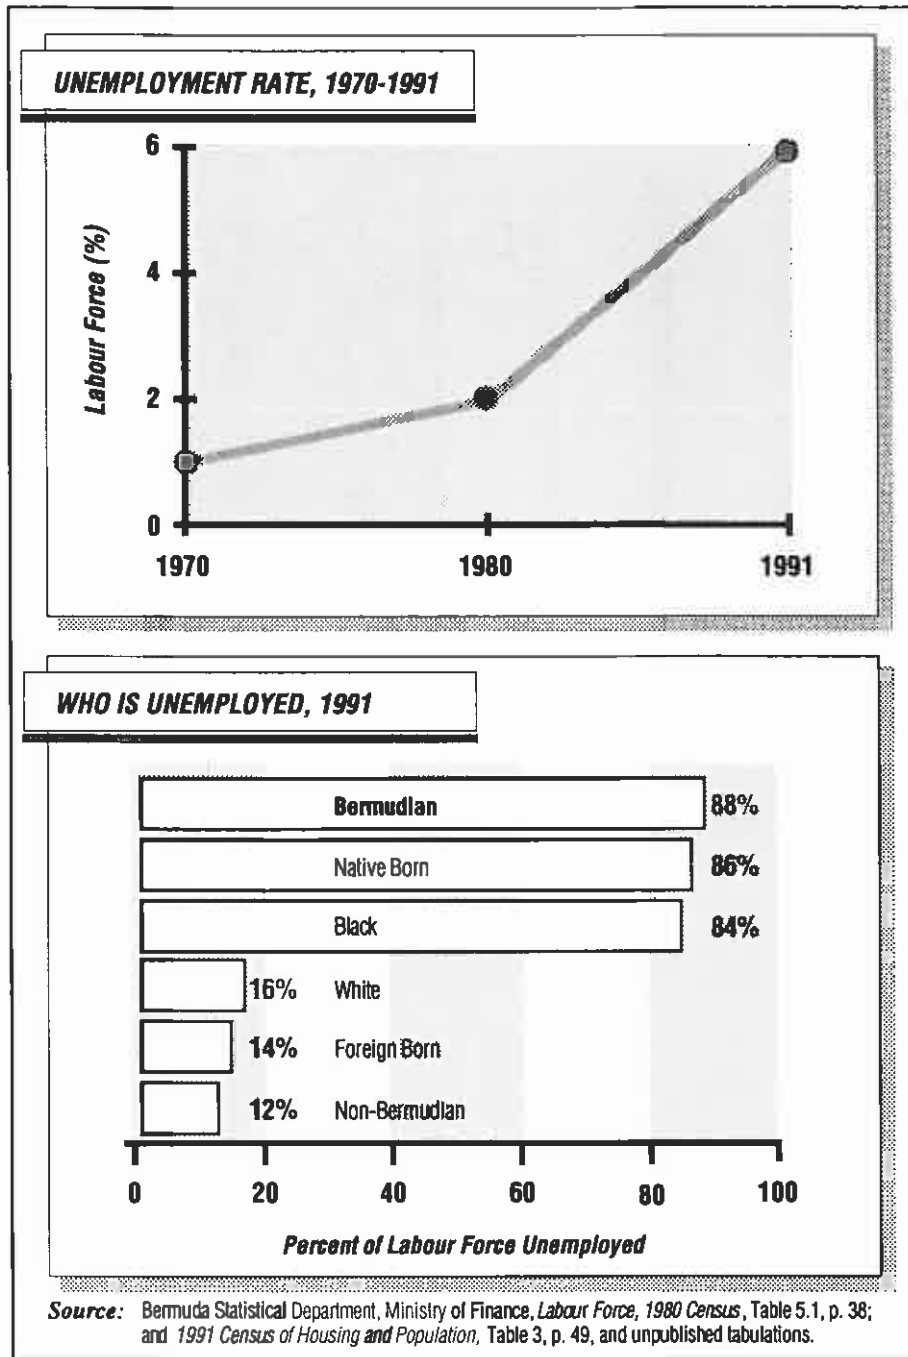 UNEMPLOYMENT RATE, 1970-1991
6
4
2
0
Labour Force (%)
1970 1980 1991
WHO IS UNEMPLOYED, 1991
Bermudian 88%
Native Born 86%
Black 84%
16% White
14% Foreign Born
12% Non-Bermudian
0 20 40 60 80 100
Percent of Labour Force Unemployed
Source: Bermuda Statistical Department, Ministry of Finance, Labour Force, 1980 Census, Table 5.1, p. 38;
and 1991 Census of Housing and Population, Table 3, p. 49, and unpublished tabulations.